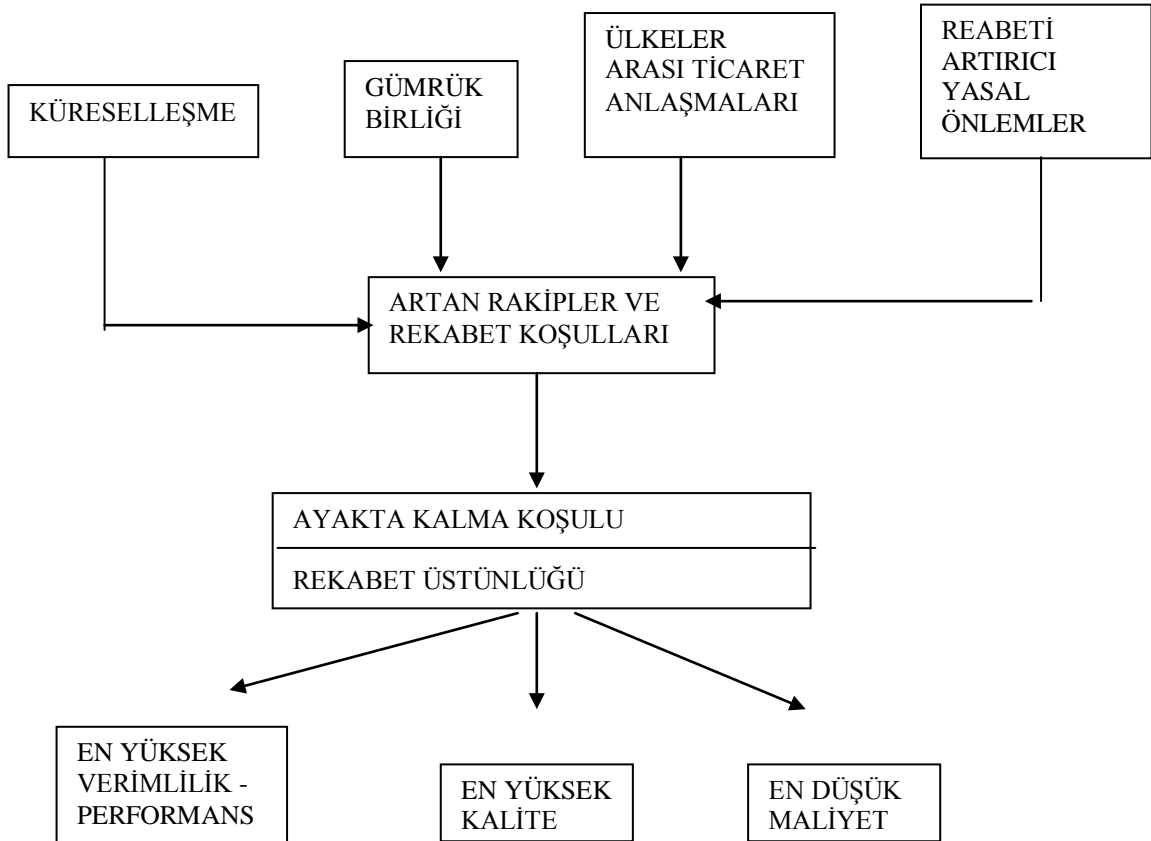 KÜRESELLEŞME
GÜMRÜK
BİRLİĞİ
ÜLKELER
ARASI TİCARET
ANLAŞMALARI
REABETİ
ARTIRICI
YASAL
ÖNLEMLER
ARTAN RAKİPLER VE
REKABET KOŞULLARI
AYAKTA KALMA KOŞULU
REKABET ÜSTÜNLÜĞÜ
EN YÜKSEK
VERİMLİLİK -
PERFORMANS
EN YÜKSEK
KALİTE
EN DÜŞÜK
MALİYET